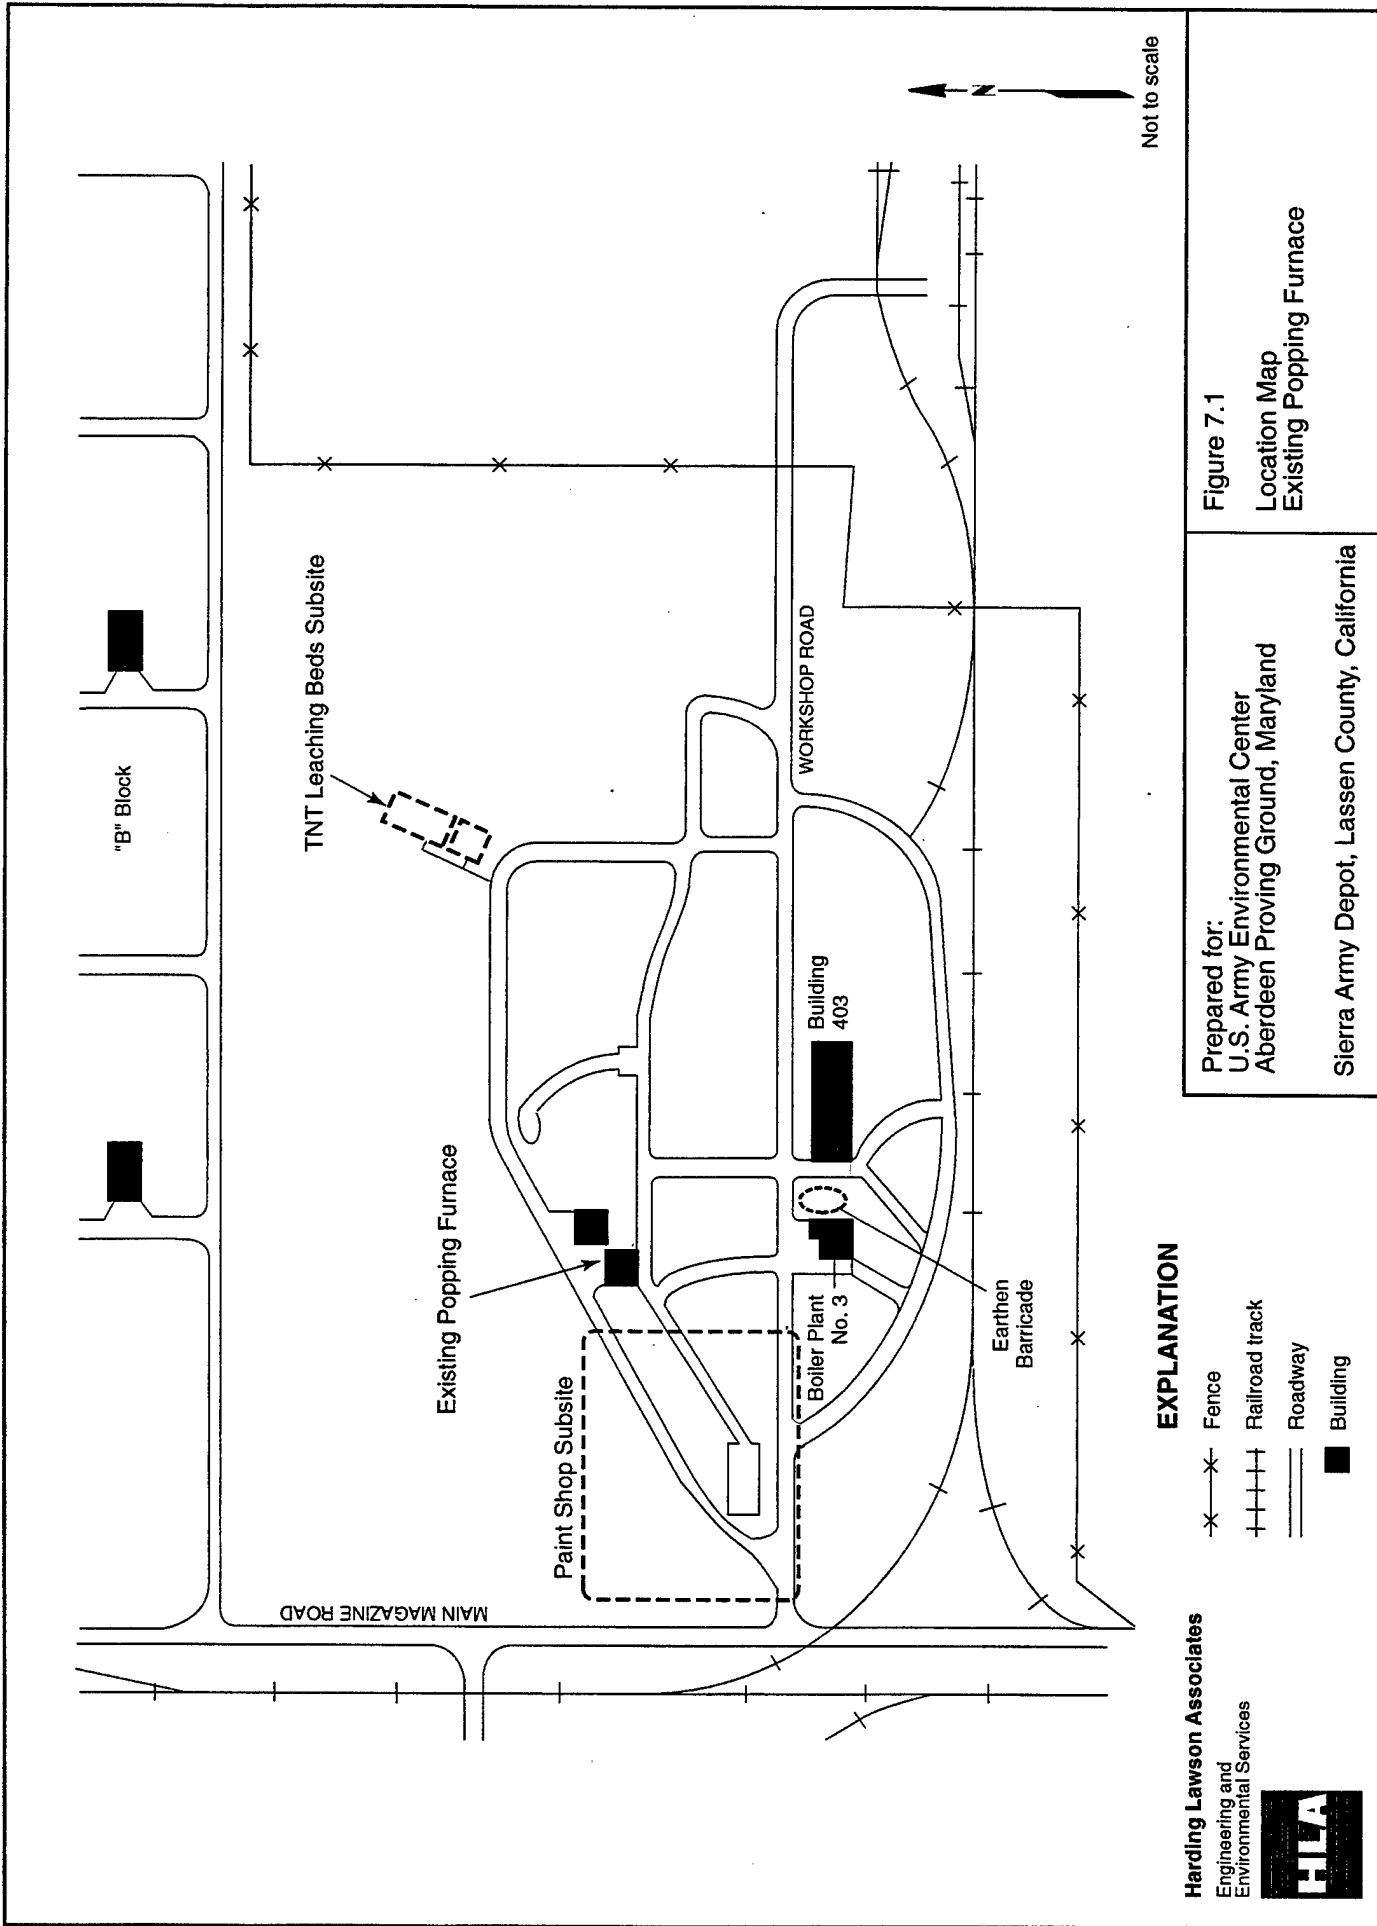 "B" Block
TNT Leaching Beds Subsite
MAIN MAGAZINE ROAD
Existing Popping Furnace
Paint Shop Subsite
WORKSHOP ROAD
Building
403
Boiler Plant
No. 3
Earthen
Barricade
N
Not to scale
EXPLANATION
Fence
Railroad track
Roadway
Building
Harding Lawson Associates
Engineering and
Environmental Services
HLA
Prepared for:
U.S. Army Environmental Center
Aberdeen Proving Ground, Maryland
Sierra Army Depot, Lassen County, California
Figure 7.1
Location Map
Existing Popping Furnace